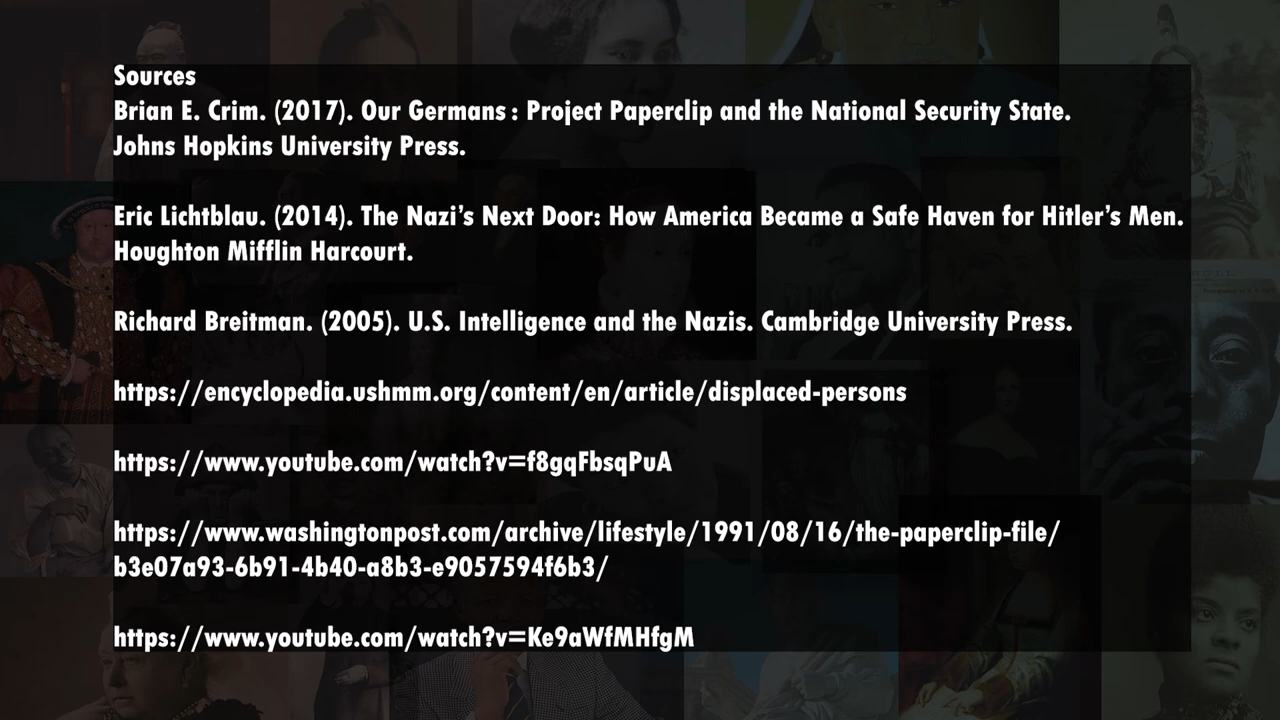 Sources
Brian E. Crim. (2017). Our Germans : Project Paperclip and the National Security State.
Johns Hopkins University Press.
Eric Lichtblau. (2014). The Nazi’s Next Door: How America Became a Safe Haven for Hitler’s Men.
Houghton Mifflin Harcourt.
Richard Breitman. (2005). U.S. Intelligence and the Nazis. Cambridge University Press.
https://encyclopedia.ushmm.org/content/en/article/displaced-persons
https://www.youtube.com/watch?v=f8gqFbsqPuA
https://www.washingtonpost.com/archive/lifestyle/1991/08/16/the-paperclip-file/
b3e07a93-6b91-4b40-a8b3-e9057594f6b3/
https://www.youtube.com/watch?v=Ke9aWfMHfgM